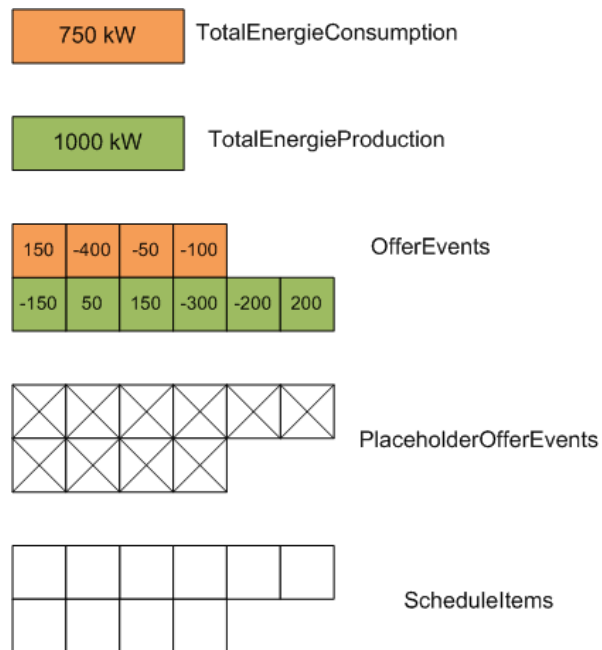 750 kW TotalEnergieConsumption
1000 kW TotalEnergieProduction
150 -400 -50 -100 OfferEvents
-150 50 150 -300 -200 200
PlaceholderOfferEvents
ScheduleItems